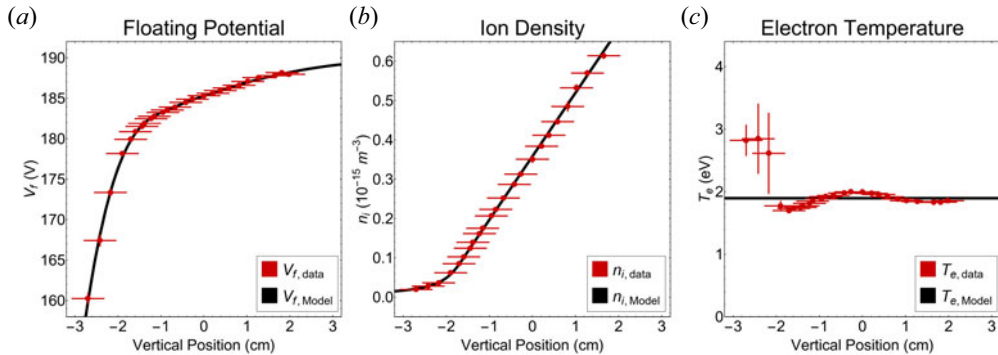 (a) Floating Potential
V_f (V)
190
185
180
175
170
165
160
−3 −2 −1 0 1 2 3
Vertical Position (cm)
V_f, data
V_f, Model
(b) Ion Density
n_i (10^-15 m^-3)
0.6
0.5
0.4
0.3
0.2
0.1
0.0
−3 −2 −1 0 1 2 3
Vertical Position (cm)
n_i, data
n_i, Model
(c) Electron Temperature
T_e (eV)
4
3
2
1
0
−3 −2 −1 0 1 2 3
Vertical Position (cm)
T_e, data
T_e, Model